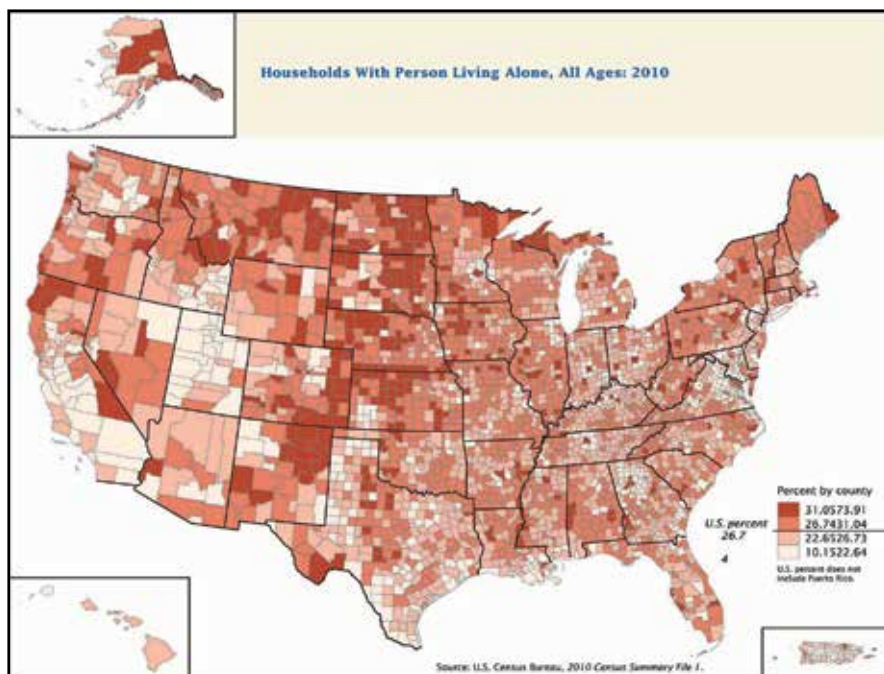 Households With Person Living Alone, All Ages: 2010
Percent by county
31.0573.91
26.7431.04
22.6526.73
10.1522.64
U.S. percent
26.7
4
U.S. percent does not
include Puerto Rico.
Source: U.S. Census Bureau, 2010 Census Summary File 1.